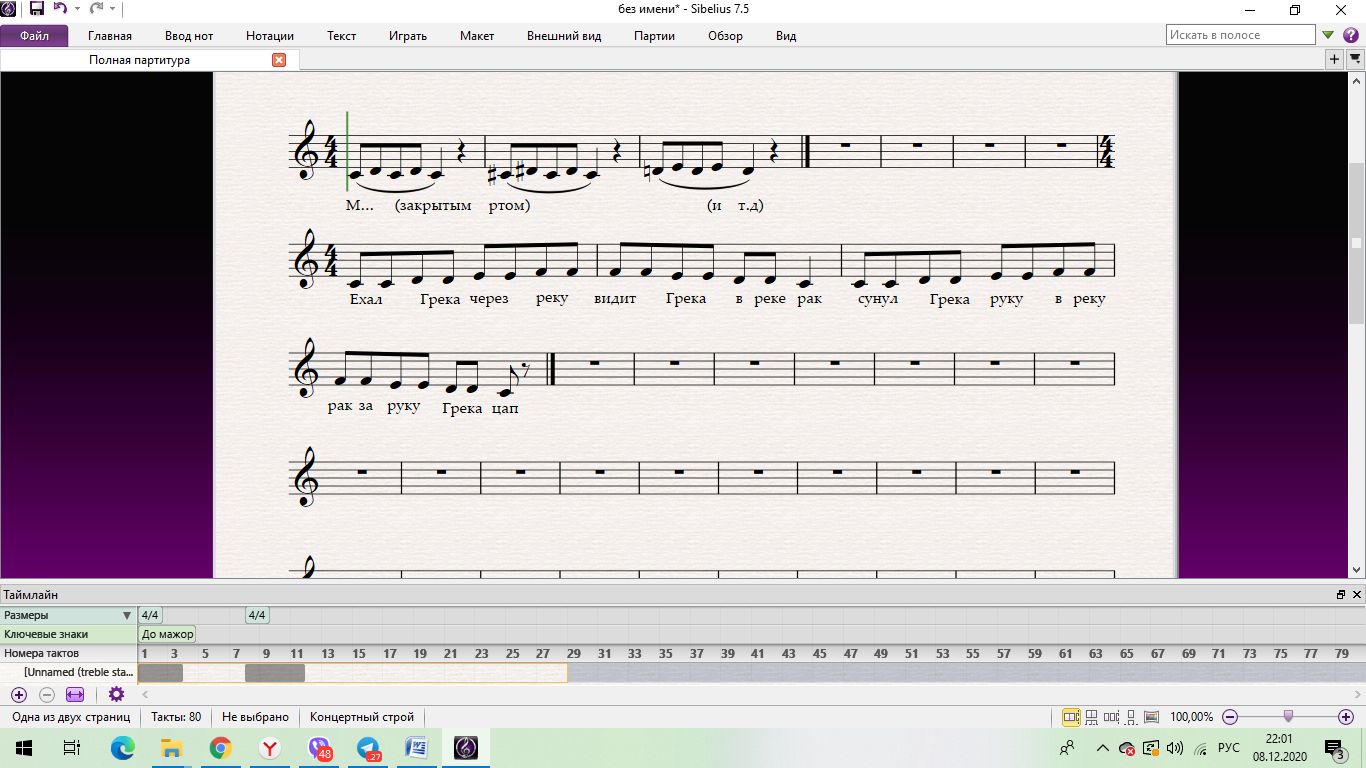 без имени* - Sibelius 7.5
Файл Главная Ввод нот Нотации Текст Играть Макет Внешний вид Партии Обзор Вид Искать в полосе
Полная партитура
М... (закрытым ртом) (и т.д)
Ехал Грека через реку видит Грека в реке рак сунул Грека руку в реку
рак за руку Грека цап
Таймлайн
Размеры 4/4 4/4
Ключевые знаки До мажор
Номера тактов 1 3 5 7 9 11 13 15 17 19 21 23 25 27 29 31 33 35 37 39 41 43 45 47 49 51 53 55 57 59 61 63 65 67 69 71 73 75 77 79
[Unnamed (treble sta...
Одна из двух страниц Такты: 80 Не выбрано Концертный строй 100,00%
48 .27 РУС 22:01 08.12.2020 3